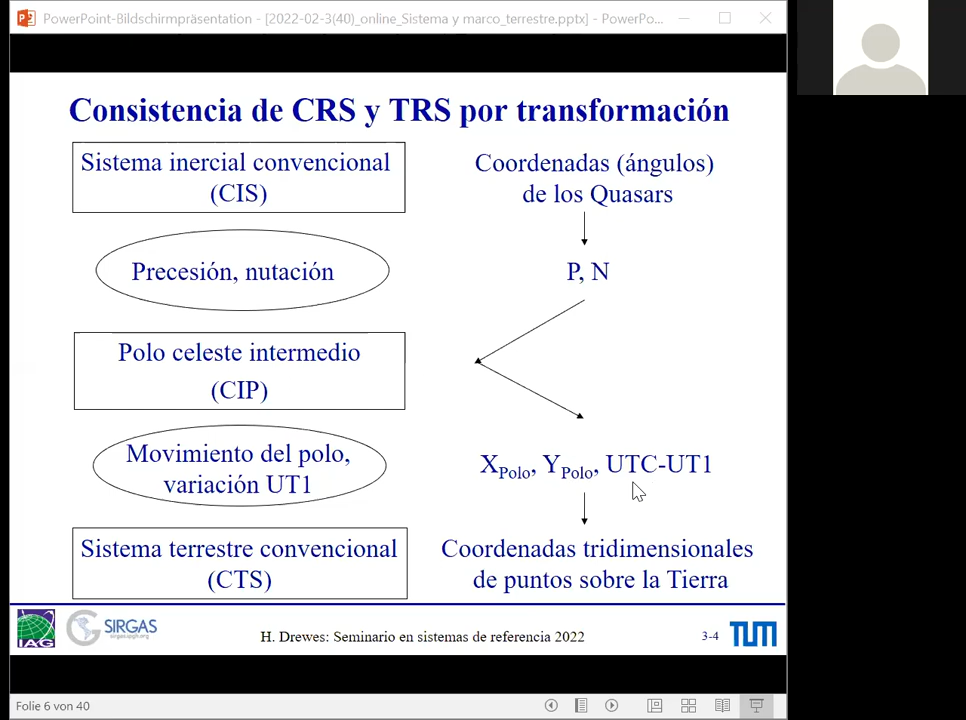 PowerPoint-Bildschirmpräsentation - [2022-02-3(40)_online_Sistema y marco_terrestre.pptx] - PowerPo...
Consistencia de CRS y TRS por transformación
Sistema inercial convencional
(CIS)
Coordenadas (ángulos)
de los Quasars
Precesión, nutación
P, N
Polo celeste intermedio
(CIP)
Movimiento del polo,
variación UT1
XPolo, YPolo, UTC-UT1
Sistema terrestre convencional
(CTS)
Coordenadas tridimensionales
de puntos sobre la Tierra
IAG
SIRGAS
sirgas.ipgh.org
H. Drewes: Seminario en sistemas de referencia 2022
3-4
TUM
Folie 6 von 40